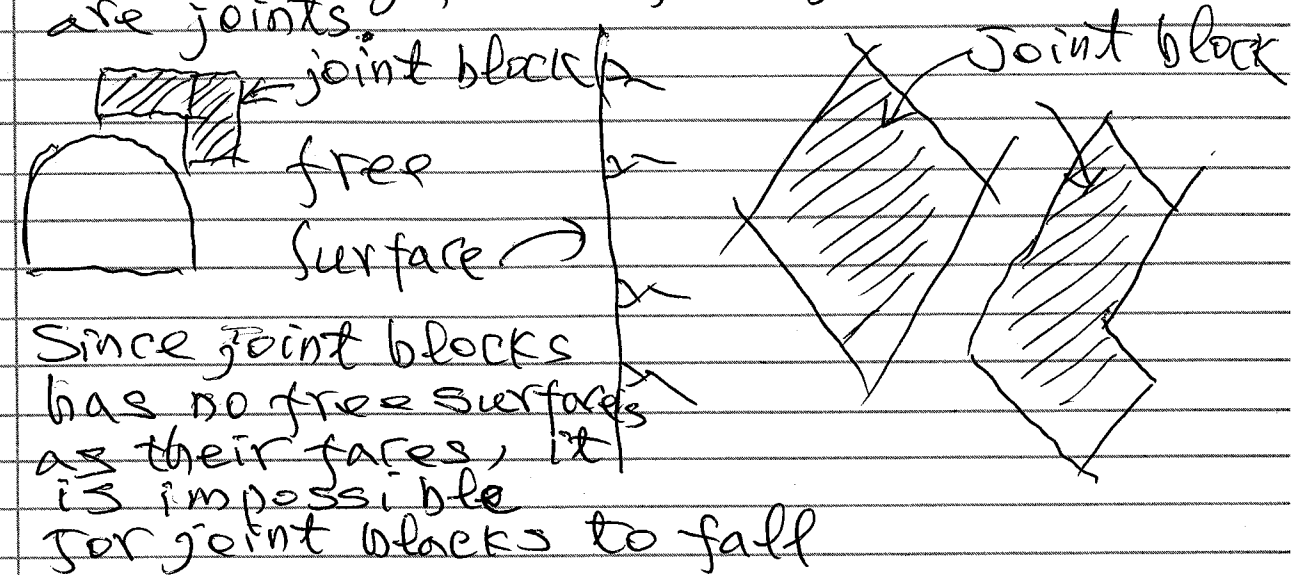 are joints.
joint block
joint block
free
surface
Since joint blocks
has no free surfaces
as their faces, it
is impossible
for joint blocks to fall